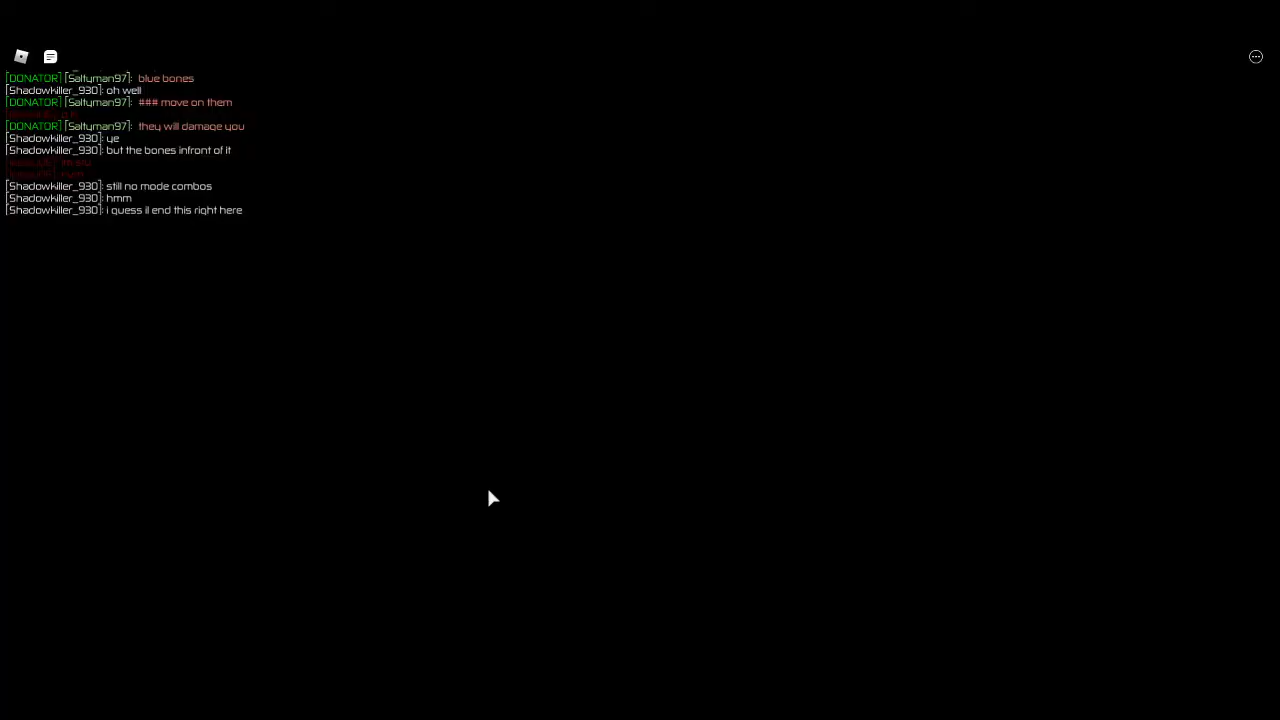 [DONATOR] [Saltyman97]: blue bones
[Shadowkiller_930]: oh well
[DONATOR] [Saltyman97]: ### move on them
[DONATOR] [Saltyman97]: they will damage you
[Shadowkiller_930]: ye
[Shadowkiller_930]: but the bones infront of it
[Shadowkiller_930]: still no mode combos
[Shadowkiller_930]: hmm
[Shadowkiller_930]: i guess il end this right here